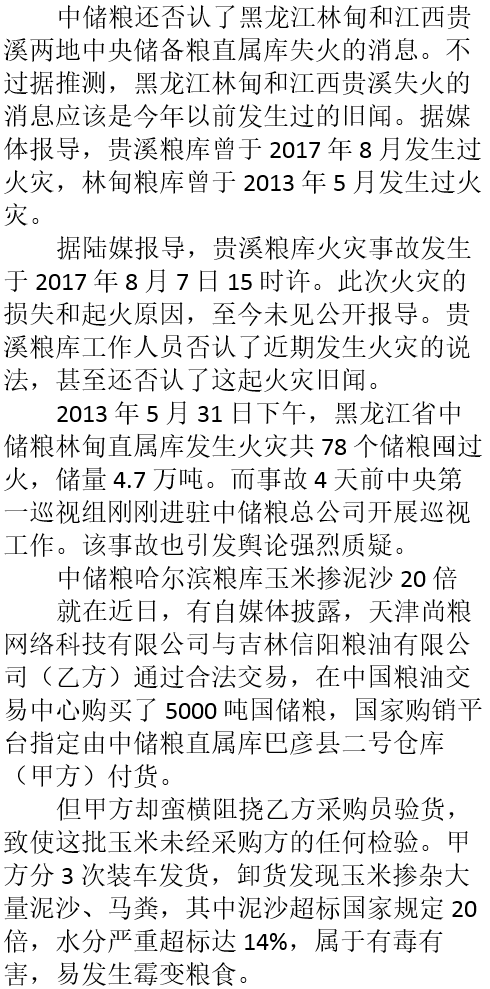 中储粮还否认了黑龙江林甸和江西贵
溪两地中央储备粮直属库失火的消息。不
过据推测，黑龙江林甸和江西贵溪失火的
消息应该是今年以前发生过的旧闻。据媒
体报导，贵溪粮库曾于 2017 年 8 月发生过
火灾，林甸粮库曾于 2013 年 5 月发生过火
灾。
据陆媒报导，贵溪粮库火灾事故发生
于 2017 年 8 月 7 日 15 时许。此次火灾的
损失和起火原因，至今未见公开报导。贵
溪粮库工作人员否认了近期发生火灾的说
法，甚至还否认了这起火灾旧闻。
2013 年 5 月 31 日下午，黑龙江省中
储粮林甸直属库发生火灾共 78 个储粮囤过
火，储量 4.7 万吨。而事故 4 天前中央第
一巡视组刚刚进驻中储粮总公司开展巡视
工作。该事故也引发舆论强烈质疑。
中储粮哈尔滨粮库玉米掺泥沙 20 倍
就在近日，有自媒体披露，天津尚粮
网络科技有限公司与吉林信阳粮油有限公
司（乙方）通过合法交易，在中国粮油交
易中心购买了 5000 吨国储粮，国家购销平
台指定由中储粮直属库巴彦县二号仓库
（甲方）付货。
但甲方却蛮横阻挠乙方采购员验货，
致使这批玉米未经采购方的任何检验。甲
方分 3 次装车发货，卸货发现玉米掺杂大
量泥沙、马粪，其中泥沙超标国家规定 20
倍，水分严重超标达 14%，属于有毒有
害，易发生霉变粮食。